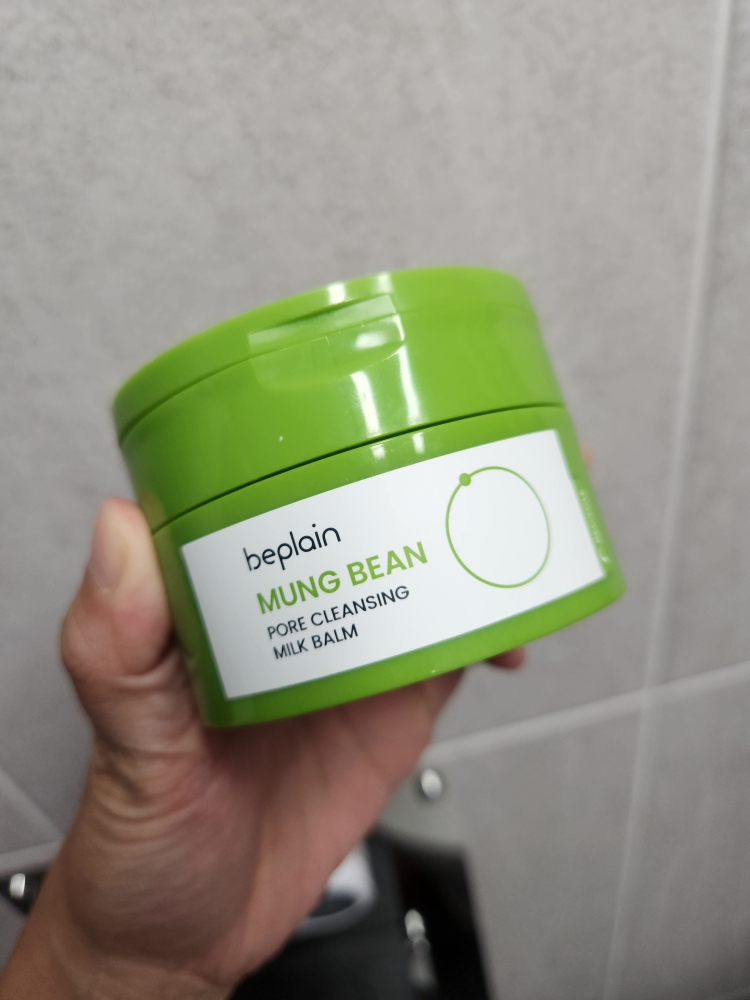 beplain
MUNG BEAN
PORE CLEANSING
MILK BALM